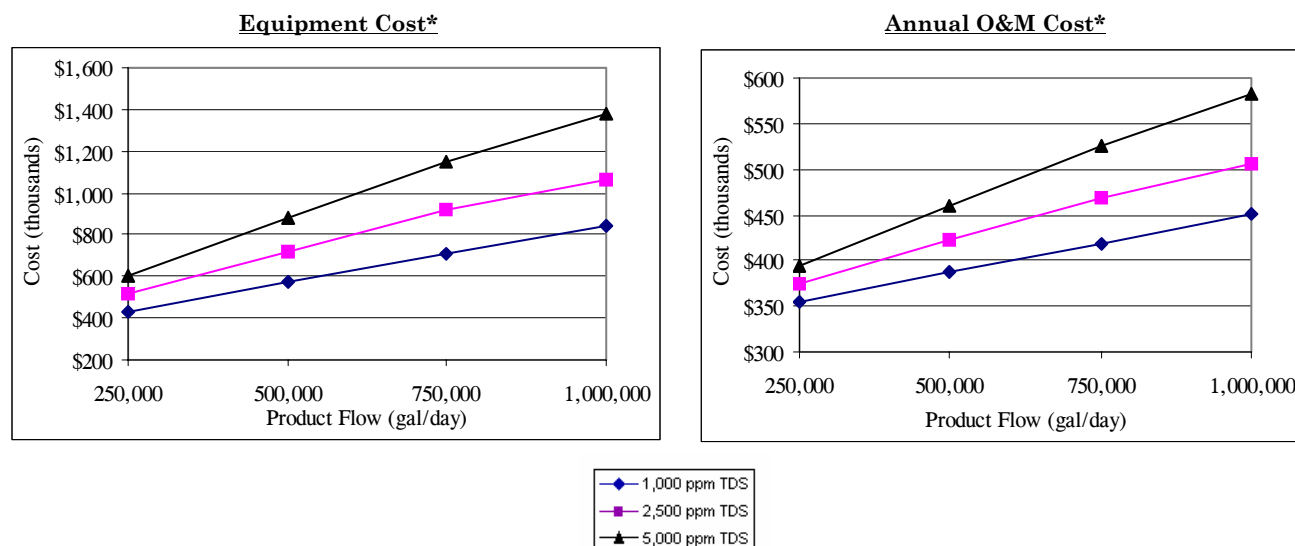 Equipment Cost*
$1,600
$1,400
$1,200
$1,000
$800
$600
$400
$200
Cost (thousands)
250,000 500,000 750,000 1,000,000
Product Flow (gal/day)
Annual O&M Cost*
$600
$550
$500
$450
$400
$350
$300
Cost (thousands)
250,000 500,000 750,000 1,000,000
Product Flow (gal/day)
1,000 ppm TDS
2,500 ppm TDS
5,000 ppm TDS